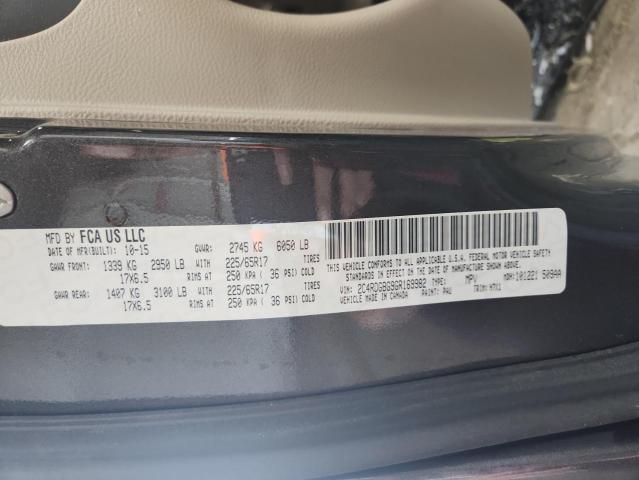 MFD BY FCA US LLC
DATE OF MFR(BUILT): 10-15 GVWR: 2745 KG 6050 LB
GAWR FRONT: 1339 KG 2950 LB WITH 225/65R17 TIRES
17X6.5 RIMS AT 250 KPA ( 36 PSI) COLD
GAWR REAR: 1407 KG 3100 LB WITH 225/65R17 TIRES
17X6.5 RIMS AT 250 KPA ( 36 PSI) COLD
THIS VEHICLE CONFORMS TO ALL APPLICABLE U.S.A. FEDERAL MOTOR VEHICLE SAFETY
STANDARDS IN EFFECT ON THE DATE OF MANUFACTURE SHOWN ABOVE.
VIN: 2C4RDGBG9GR169982 TYPE: MPV MDH: 101221 509AA
VEHICLE MADE IN CANADA PAINT: PAU TRIM: